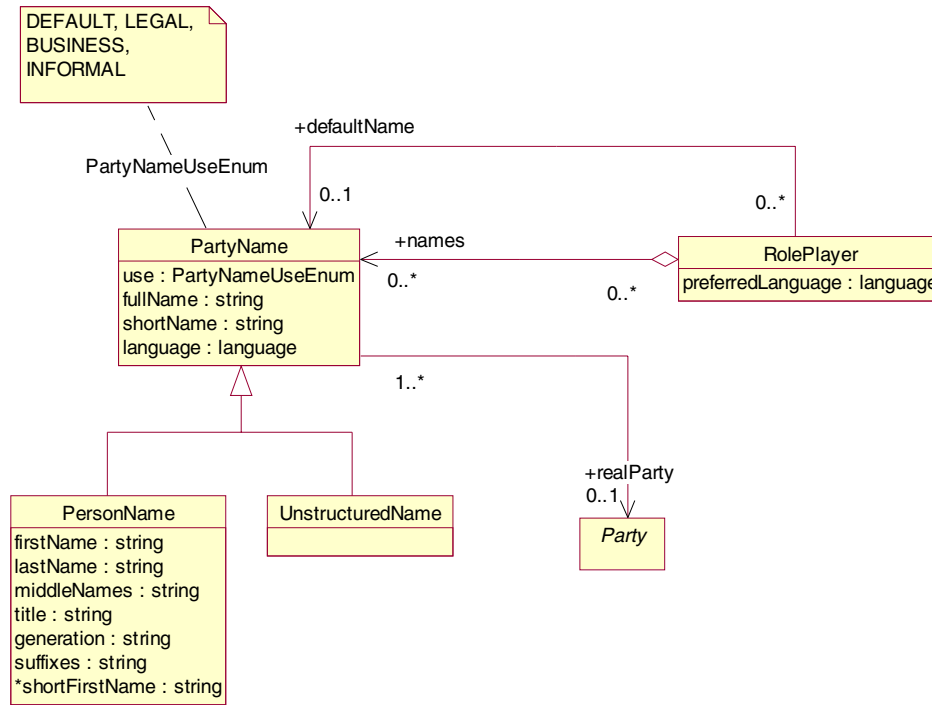 DEFAULT, LEGAL,
BUSINESS,
INFORMAL
PartyNameUseEnum
+defaultName
0..1
0..*
PartyName
use : PartyNameUseEnum
fullName : string
shortName : string
language : language
+names
0..*
0..*
RolePlayer
preferredLanguage : language
1..*
+realParty
0..1
Party
PersonName
firstName : string
lastName : string
middleNames : string
title : string
generation : string
suffixes : string
*shortFirstName : string
UnstructuredName